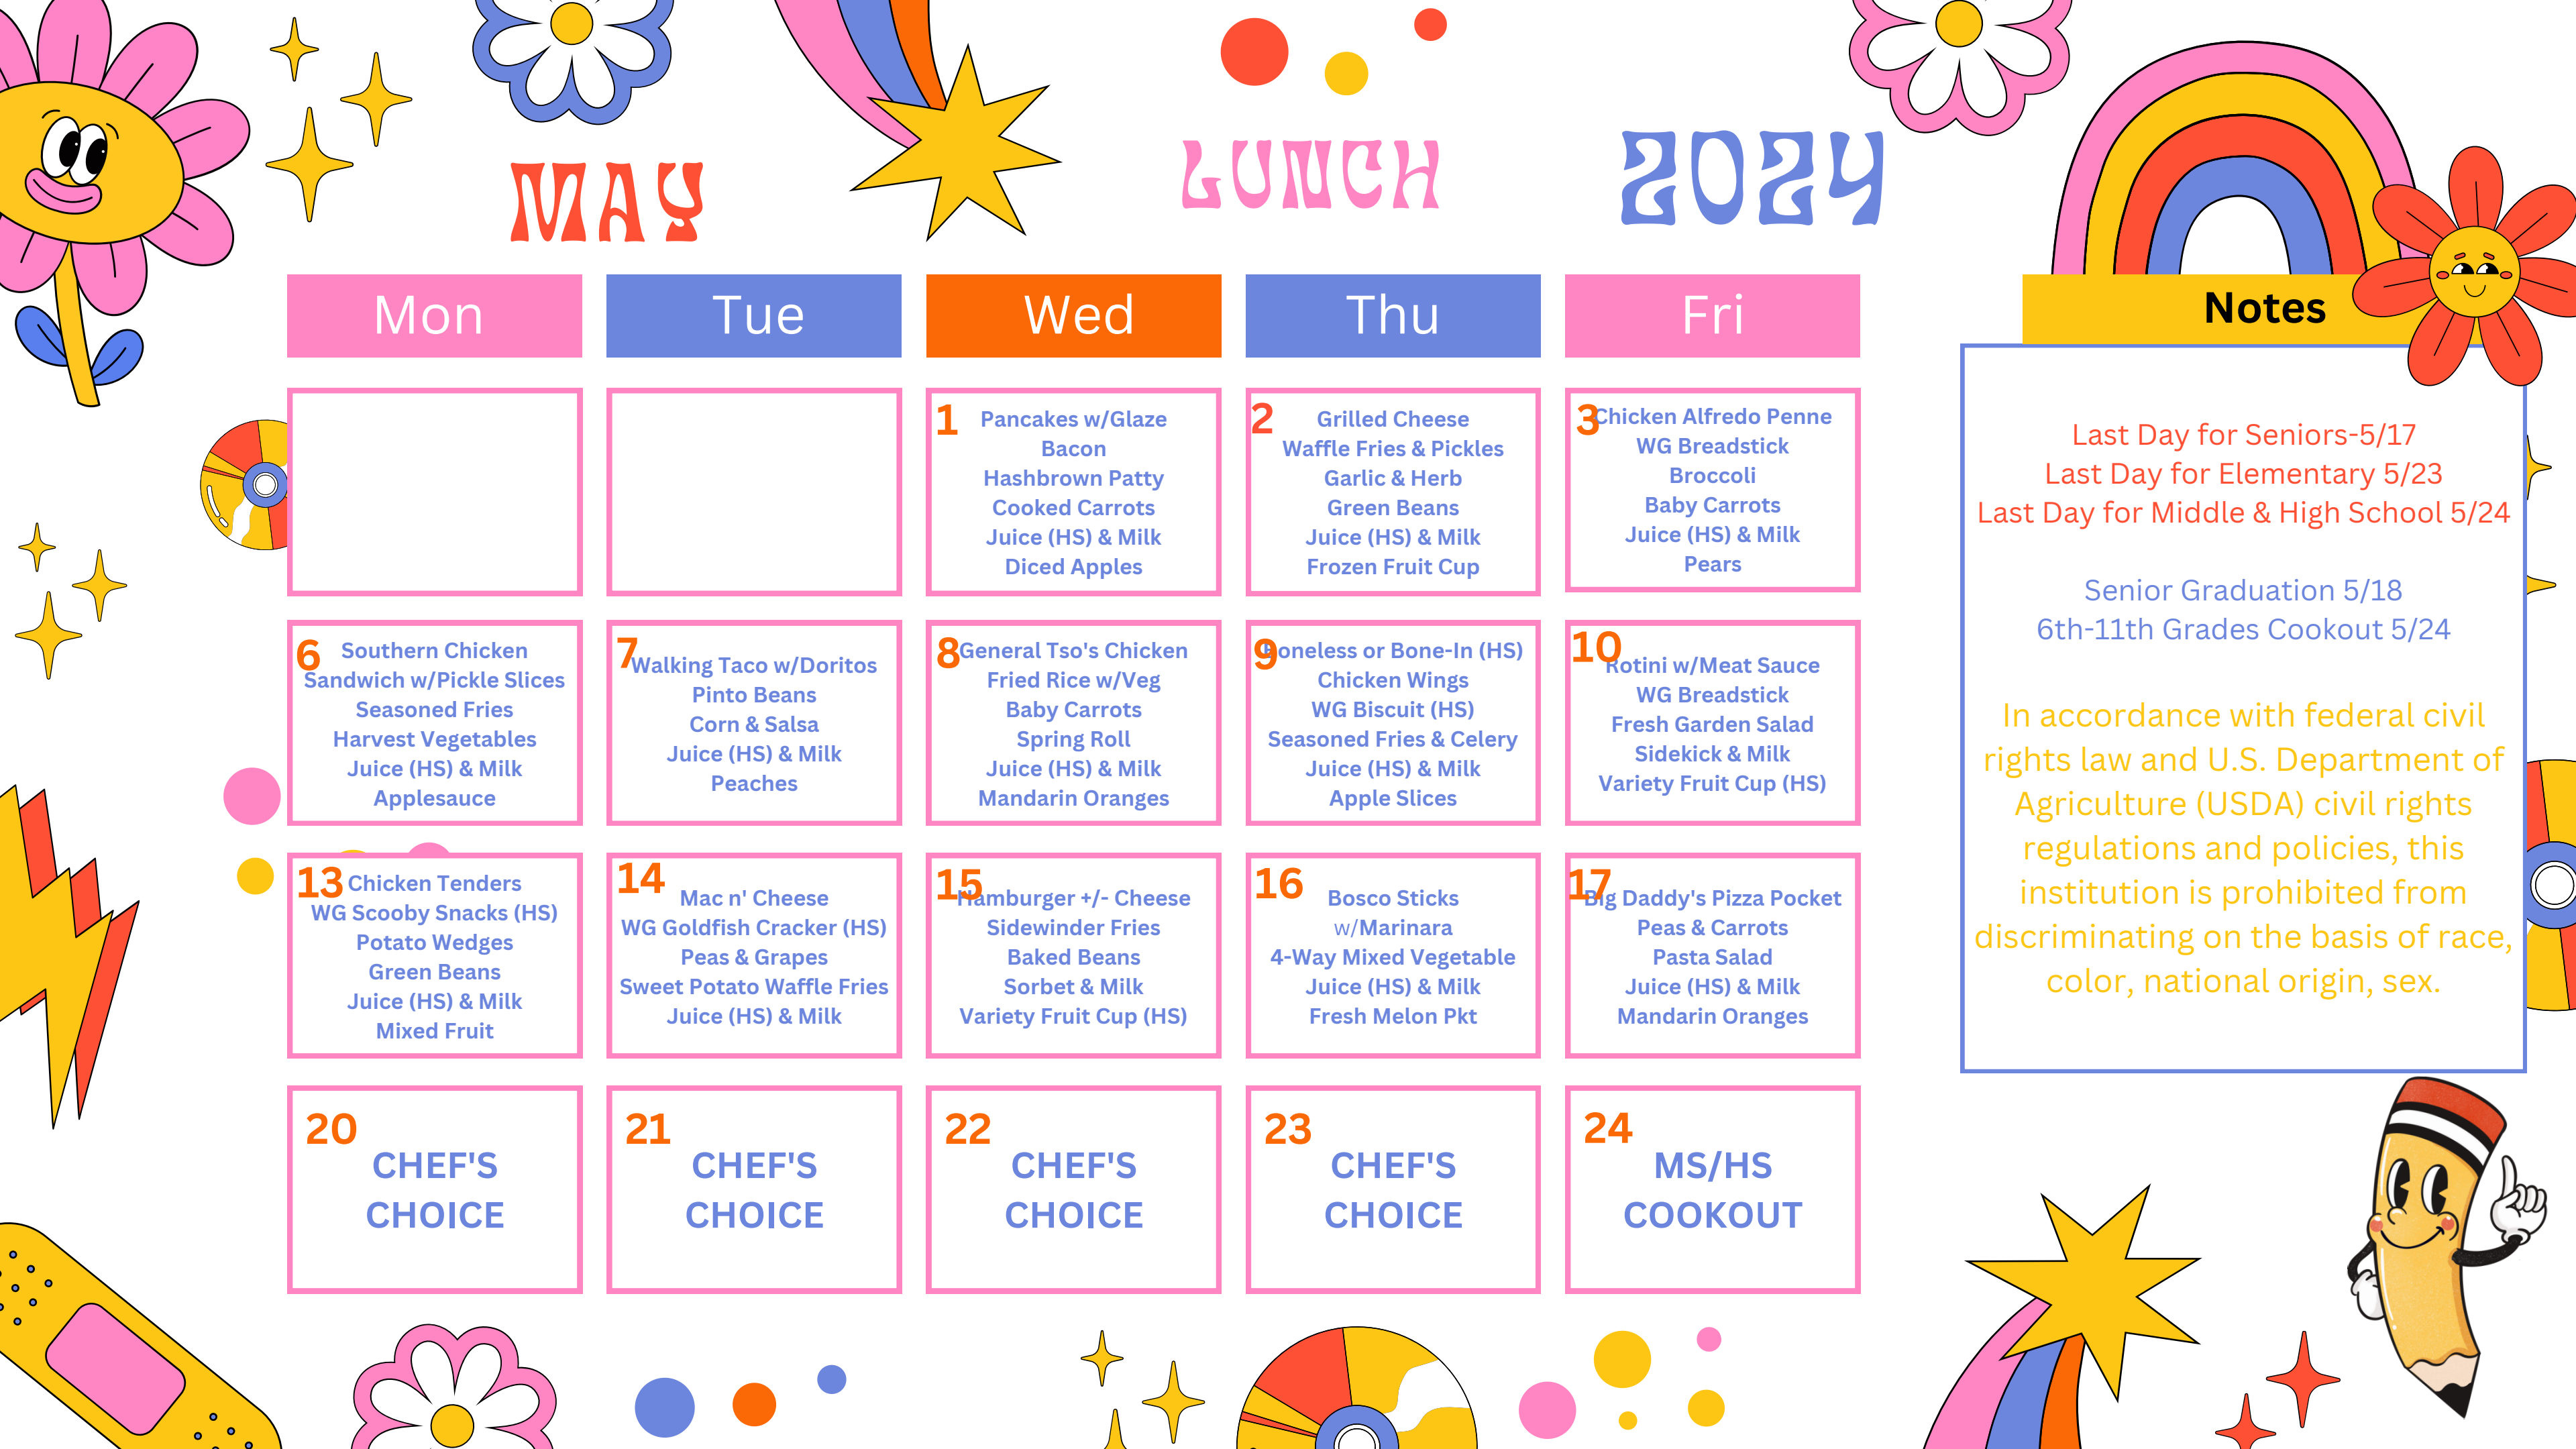 MAY
LUNCH
2024
Mon
Tue
Wed
Thu
Fri
1
Pancakes w/Glaze
Bacon
Hashbrown Patty
Cooked Carrots
Juice (HS) & Milk
Diced Apples
2
Grilled Cheese
Waffle Fries & Pickles
Garlic & Herb
Green Beans
Juice (HS) & Milk
Frozen Fruit Cup
3
Chicken Alfredo Penne
WG Breadstick
Broccoli
Baby Carrots
Juice (HS) & Milk
Pears
6
Southern Chicken
Sandwich w/Pickle Slices
Seasoned Fries
Harvest Vegetables
Juice (HS) & Milk
Applesauce
7
Walking Taco w/Doritos
Pinto Beans
Corn & Salsa
Juice (HS) & Milk
Peaches
8
General Tso's Chicken
Fried Rice w/Veg
Baby Carrots
Spring Roll
Juice (HS) & Milk
Mandarin Oranges
9
Boneless or Bone-In (HS)
Chicken Wings
WG Biscuit (HS)
Seasoned Fries & Celery
Juice (HS) & Milk
Apple Slices
10
Rotini w/Meat Sauce
WG Breadstick
Fresh Garden Salad
Sidekick & Milk
Variety Fruit Cup (HS)
13
Chicken Tenders
WG Scooby Snacks (HS)
Potato Wedges
Green Beans
Juice (HS) & Milk
Mixed Fruit
14
Mac n' Cheese
WG Goldfish Cracker (HS)
Peas & Grapes
Sweet Potato Waffle Fries
Juice (HS) & Milk
15
Hamburger +/- Cheese
Sidewinder Fries
Baked Beans
Sorbet & Milk
Variety Fruit Cup (HS)
16
Bosco Sticks
w/Marinara
4-Way Mixed Vegetable
Juice (HS) & Milk
Fresh Melon Pkt
17
Big Daddy's Pizza Pocket
Peas & Carrots
Pasta Salad
Juice (HS) & Milk
Mandarin Oranges
20
CHEF'S
CHOICE
21
CHEF'S
CHOICE
22
CHEF'S
CHOICE
23
CHEF'S
CHOICE
24
MS/HS
COOKOUT
Notes
Last Day for Seniors-5/17
Last Day for Elementary 5/23
Last Day for Middle & High School 5/24
Senior Graduation 5/18
6th-11th Grades Cookout 5/24
In accordance with federal civil
rights law and U.S. Department of
Agriculture (USDA) civil rights
regulations and policies, this
institution is prohibited from
discriminating on the basis of race,
color, national origin, sex.